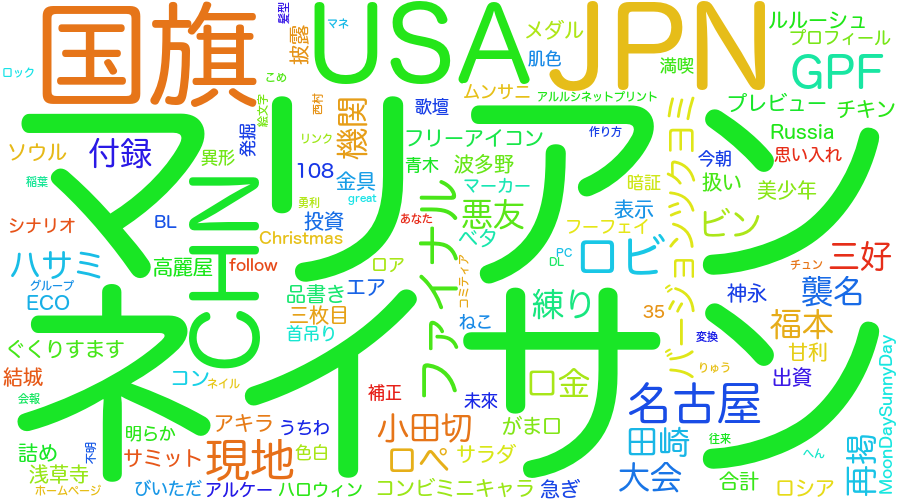 国旗
USA
JPN
髪型
マネ
披露
メダル
ルルーシュ
プロフィール
肌色
満喫
GPF
ロック
こめ
ムンサニ
アルルシネットプリント
プレビュー
チキン
絵文字
西村
歌壇
マリアン
ミョンジョンソクミョン
ソウル
付録
異形
発掘
リンク
機関
フリーアイコン
作り方
Russia
今朝
思い入れ
稲葉
108
金具
青木
波多野
マーカー
暗証
扱い
美少年
great
勇利
シナリオ
BL
CHN
投資
あなた
ファイナル
悪友
表示
フーフェイ
ビン
Christmas
ベタ
ハサミ
高麗屋
follow
ロア
コミティア
PC
DL
ロビ
チュン
三好
グループ
ECO
品書き
エア
神永
襲名
三枚目
首吊り
ねこ
練り
35
変換
福本
ネイサン
ぐくりすます
甘利
りゅう
MoonDaySunnyDay
結城
コン
ネイル
補正
未來
口金
出資
会報
アキラ
うちわ
小田切
がま口
名古屋
明らか
詰め
不明
サミット
現地
色白
口ペ
サラダ
田崎
往来
へん
再掲
浅草寺
ホームページ
びいただ
アルケー
ハロウィン
コンビミニキャラ
急ぎ
大会
合計
ロシア